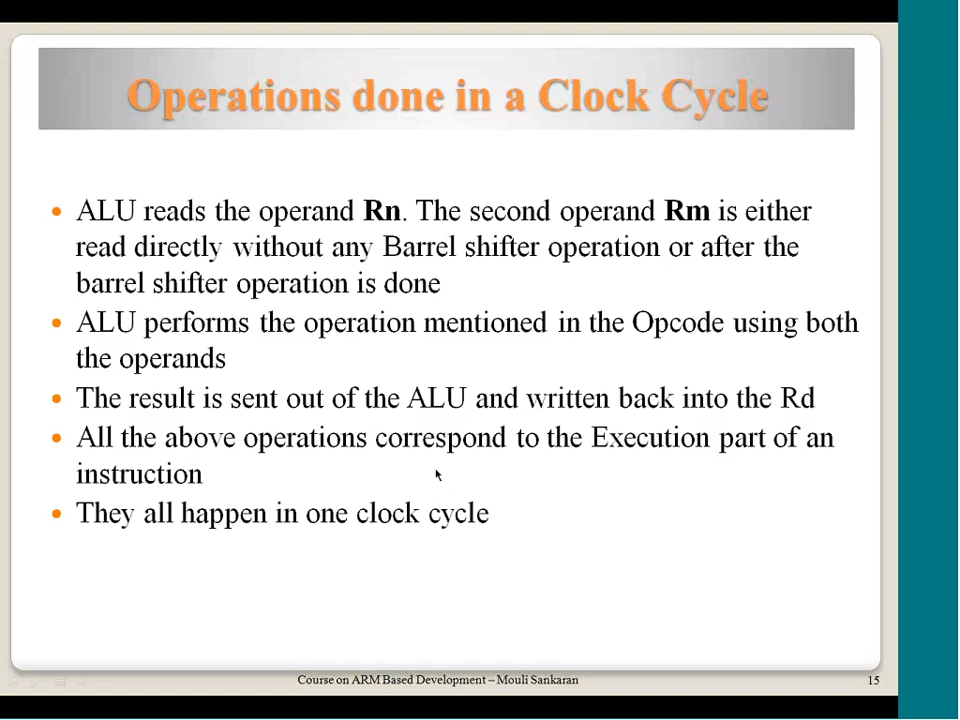 Operations done in a Clock Cycle
• ALU reads the operand Rn. The second operand Rm is either
read directly without any Barrel shifter operation or after the
barrel shifter operation is done
• ALU performs the operation mentioned in the Opcode using both
the operands
• The result is sent out of the ALU and written back into the Rd
• All the above operations correspond to the Execution part of an
instruction
• They all happen in one clock cycle
Course on ARM Based Development – Mouli Sankaran
15